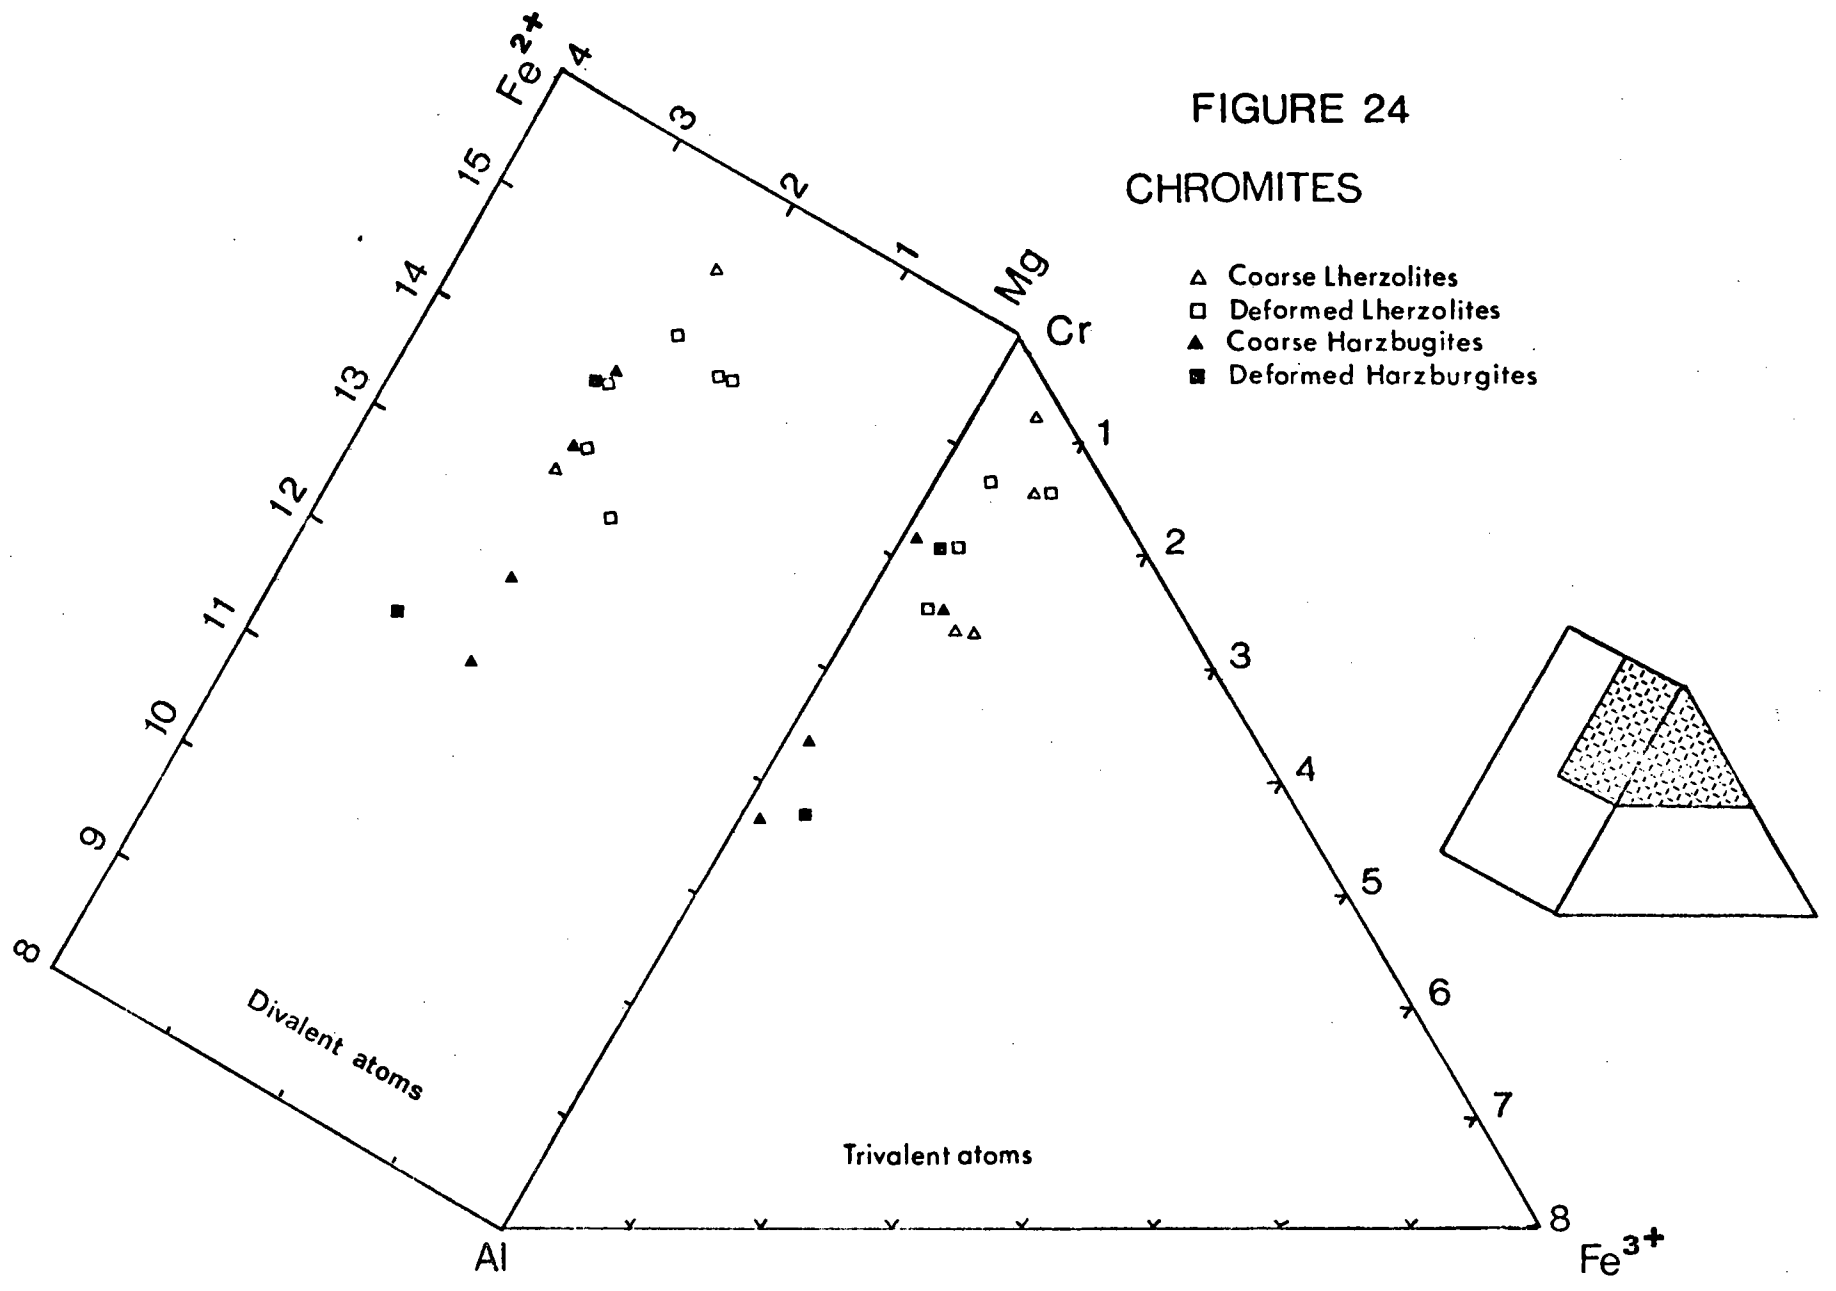 FIGURE 24
CHROMITES
△ Coarse Lherzolites
□ Deformed Lherzolites
▲ Coarse Harzbugites
■ Deformed Harzburgites
Fe2+
4
3
2
1
Mg
Cr
15
14
13
12
11
10
9
8
1
2
3
4
5
6
7
8
Divalent atoms
Trivalent atoms
Al
Fe3+